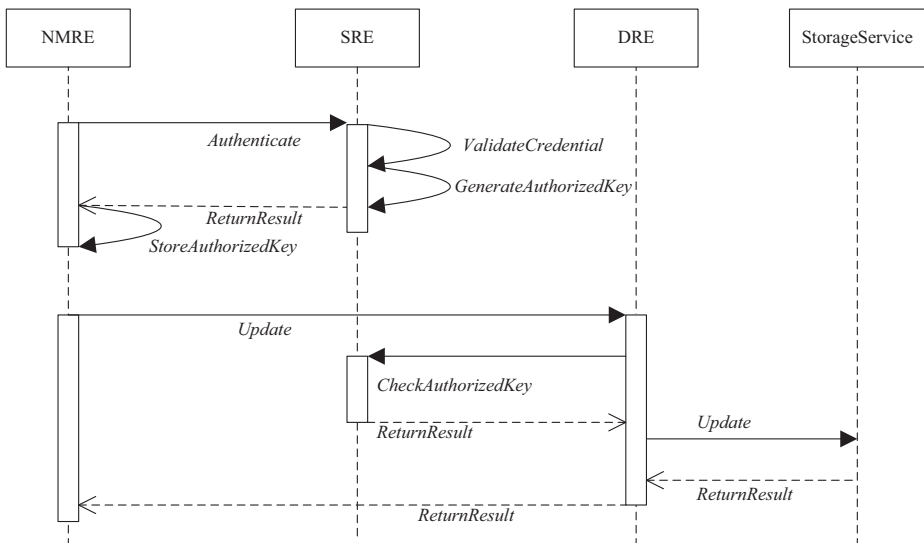 NMRE
SRE
DRE
StorageService
Authenticate
ValidateCredential
GenerateAuthorizedKey
ReturnResult
StoreAuthorizedKey
Update
CheckAuthorizedKey
Update
ReturnResult
ReturnResult
ReturnResult